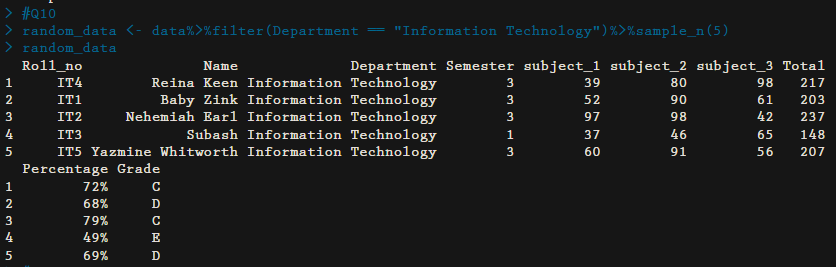 > #Q10
> random_data <- data%>%filter(Department == "Information Technology")%>%sample_n(5)
> random_data
  Roll_no              Name             Department Semester subject_1 subject_2 subject_3 Total
1     IT4       Reina Keen Information Technology        3        39        80        98   217
2     IT1        Baby Zink Information Technology        3        52        90        61   203
3     IT2    Nehemiah Earl Information Technology        3        97        98        42   237
4     IT3           Subash Information Technology        1        37        46        65   148
5     IT5 Yazmine Whitworth Information Technology        3        60        91        56   207
  Percentage Grade
1        72%     C
2        68%     D
3        79%     C
4        49%     E
5        69%     D